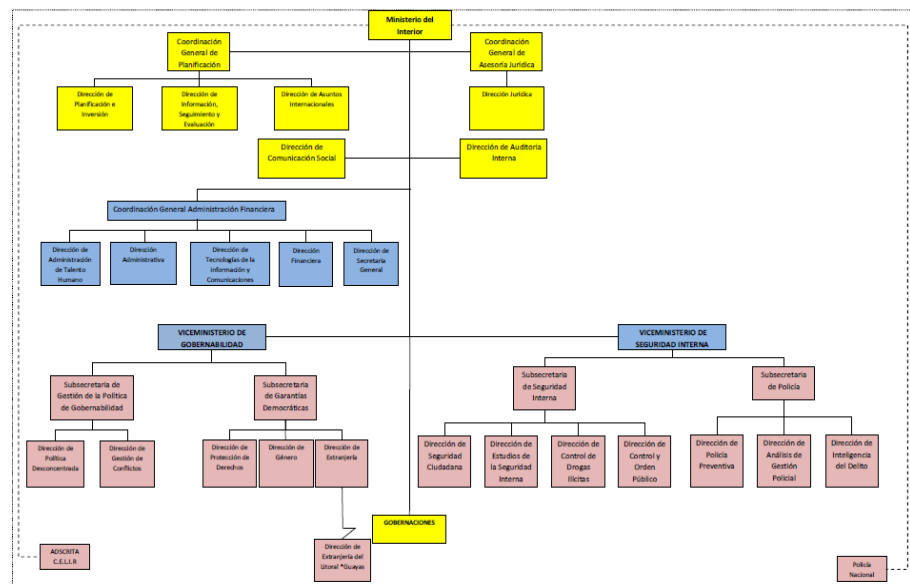 Ministerio del
Interior
Coordinación
General de
Planificación
Coordinación
General de
Asesoría Jurídica
Dirección de
Planificación e
Inversión
Dirección de
Información,
Seguimiento y
Evaluación
Dirección de Asuntos
Internacionales
Dirección Jurídica
Dirección de
Comunicación Social
Dirección de Auditoria
Interna
Coordinación General Administración Financiera
Dirección de
Administración
de Talento
Humano
Dirección
Administrativa
Dirección de
Tecnologías de la
Información y
Comunicaciones
Dirección
Financiera
Dirección de
Secretaria
General
VICEMINISTERIO DE
GOBERNABILIDAD
VICEMINISTERIO DE
SEGURIDAD INTERNA
Subsecretaria de
Gestión de la Política
de Gobernabilidad
Subsecretaria
de Garantías
Democráticas
Subsecretaria
de Seguridad
Interna
Subsecretaria
de Policía
Dirección de
Política
Desconcentrada
Dirección de
Gestión de
Conflictos
Dirección de
Protección de
Derechos
Dirección
de Género
Dirección de
Extranjería
Dirección de
Seguridad
Ciudadana
Dirección de
Estudios de la
Seguridad
Interna
Dirección de
Control de
Drogas
Ilícitas
Dirección de
Control y
Orden
Público
Dirección de
Policía
Preventiva
Dirección de
Análisis de
Gestión
Policial
Dirección de
Inteligencia
del Delito
GOBERNACIONES
Dirección de
Extranjería del
Litoral *Guayas
ADSCRITA
C.E.L.I.R
Policía
Nacional